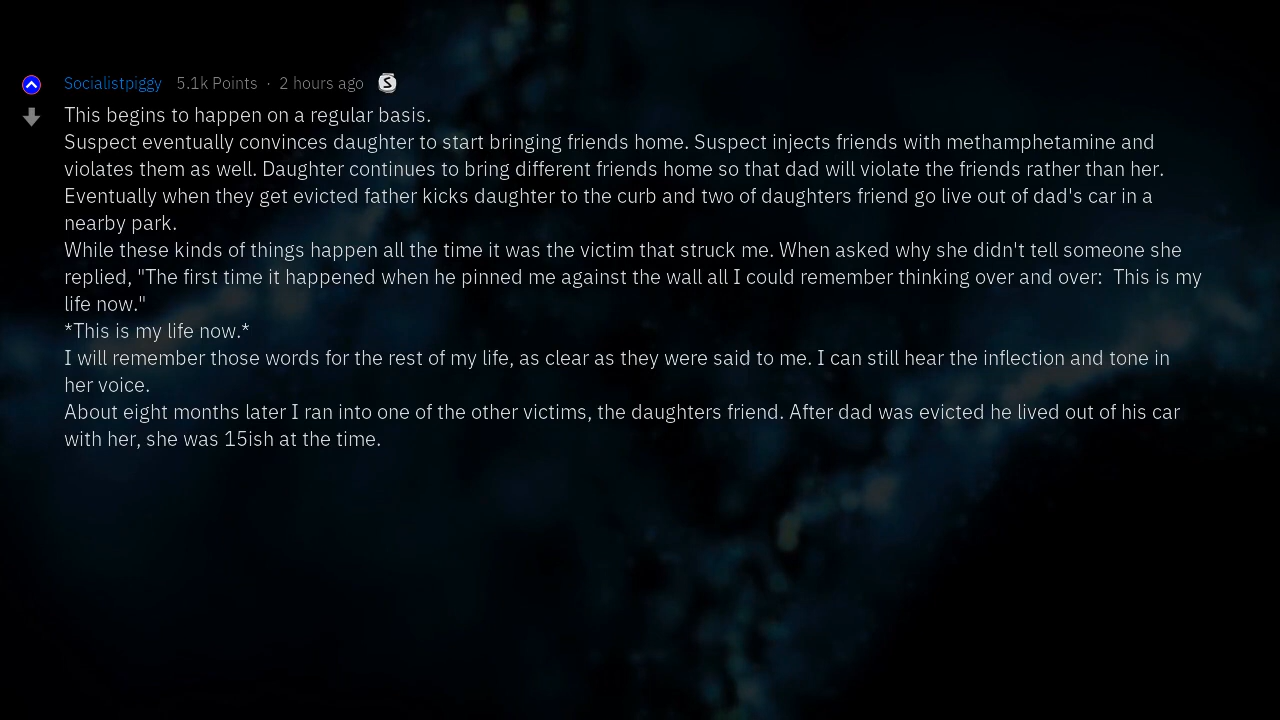 Socialistpiggy 5.1k Points · 2 hours ago S
This begins to happen on a regular basis.
Suspect eventually convinces daughter to start bringing friends home. Suspect injects friends with methamphetamine and
violates them as well. Daughter continues to bring different friends home so that dad will violate the friends rather than her.
Eventually when they get evicted father kicks daughter to the curb and two of daughters friend go live out of dad's car in a
nearby park.
While these kinds of things happen all the time it was the victim that struck me. When asked why she didn't tell someone she
replied, "The first time it happened when he pinned me against the wall all I could remember thinking over and over:  This is my
life now."
*This is my life now.*
I will remember those words for the rest of my life, as clear as they were said to me. I can still hear the inflection and tone in
her voice.
About eight months later I ran into one of the other victims, the daughters friend. After dad was evicted he lived out of his car
with her, she was 15ish at the time.